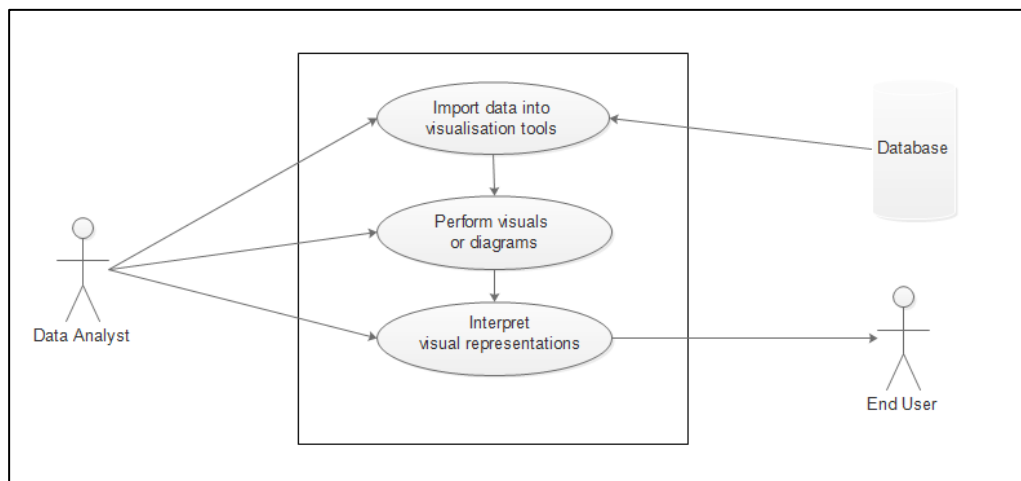 Import data into
visualisation tools
Database
Perform visuals
or diagrams
Data Analyst
Interpret
visual representations
End User